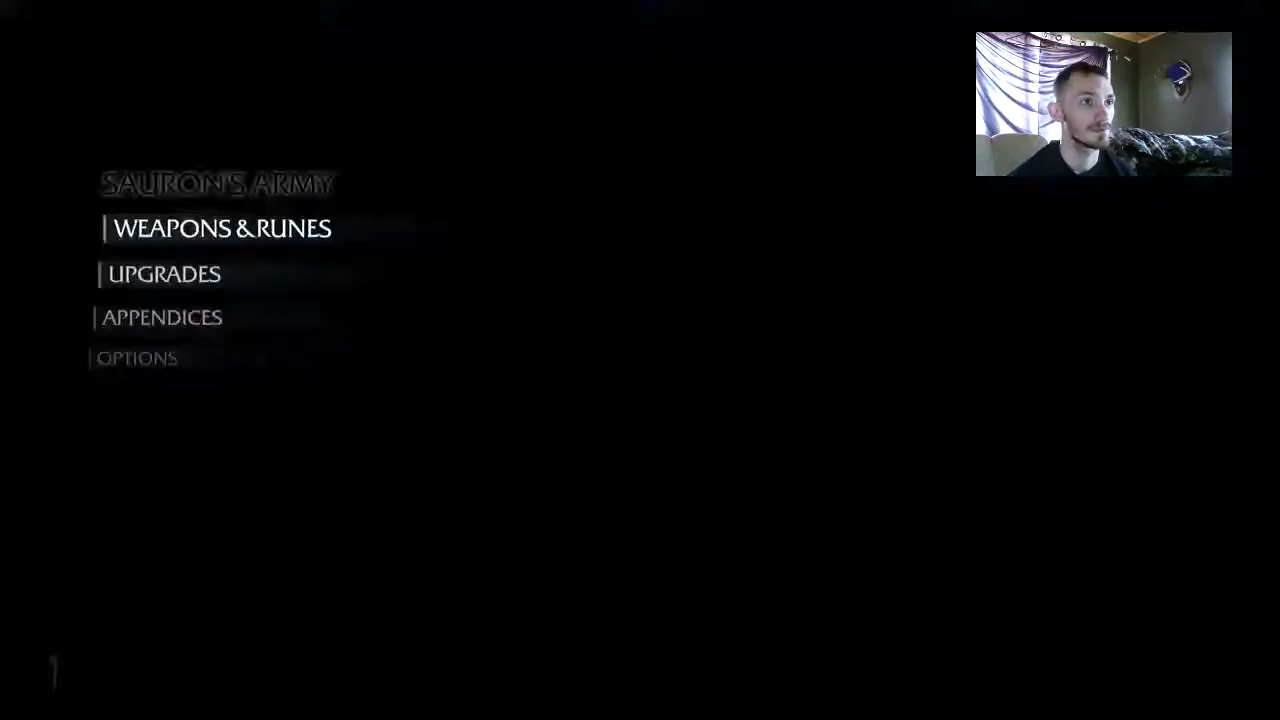 SAURON'S ARMY
WEAPONS & RUNES
UPGRADES
APPENDICES
OPTIONS